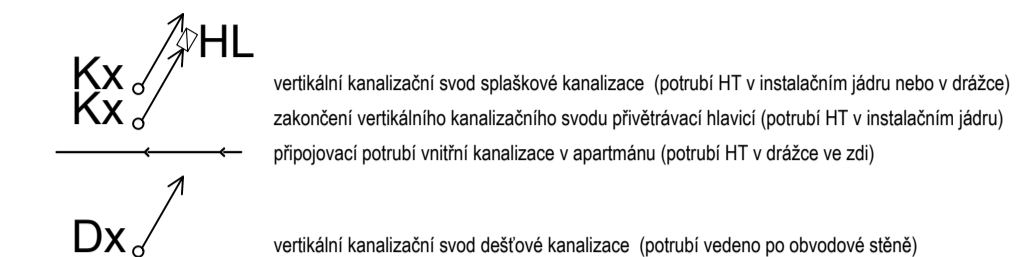 HL
Kx vertikální kanalizační svod splaškové kanalizace (potrubí HT v instalačním jádru nebo v drážce)
Kx zakončení vertikálního kanalizačního svodu přivětrávací hlavicí (potrubí HT v instalačním jádru)
připojovací potrubí vnitřní kanalizace v apartmánu (potrubí HT v drážce ve zdi)
Dx vertikální kanalizační svod dešťové kanalizace (potrubí vedeno po obvodové stěně)